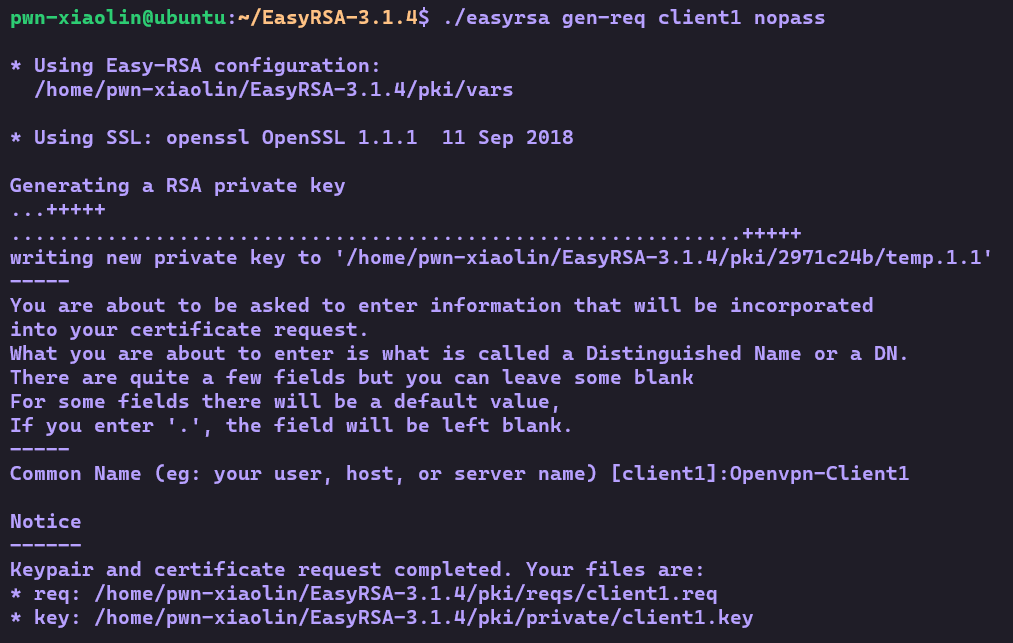 pwn-xiaolin@ubuntu:~/EasyRSA-3.1.4$ ./easyrsa gen-req client1 nopass
* Using Easy-RSA configuration:
/home/pwn-xiaolin/EasyRSA-3.1.4/pki/vars
* Using SSL: openssl OpenSSL 1.1.1  11 Sep 2018
Generating a RSA private key
...+++++
.............................................................+++++
writing new private key to '/home/pwn-xiaolin/EasyRSA-3.1.4/pki/2971c24b/temp.1.1'
-----
You are about to be asked to enter information that will be incorporated
into your certificate request.
What you are about to enter is what is called a Distinguished Name or a DN.
There are quite a few fields but you can leave some blank
For some fields there will be a default value,
If you enter '.', the field will be left blank.
-----
Common Name (eg: your user, host, or server name) [client1]:Openvpn-Client1
Notice
------
Keypair and certificate request completed. Your files are:
* req: /home/pwn-xiaolin/EasyRSA-3.1.4/pki/reqs/client1.req
* key: /home/pwn-xiaolin/EasyRSA-3.1.4/pki/private/client1.key